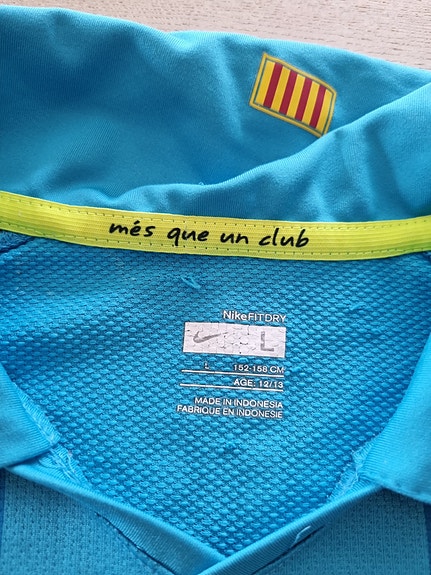 més que un club
NikeFITDRY
L
L 152-158 CM
AGE: 12/13
MADE IN INDONESIA
FABRIQUE EN INDONESIE